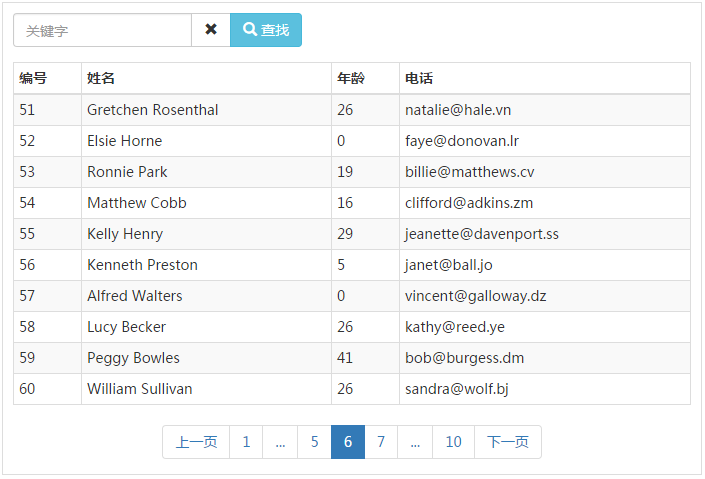 关键字 ✖ 查找
编号 姓名 年龄 电话
51 Gretchen Rosenthal 26 natalie@hale.vn
52 Elsie Horne 0 faye@donovan.lr
53 Ronnie Park 19 billie@matthews.cv
54 Matthew Cobb 16 clifford@adkins.zm
55 Kelly Henry 29 jeanette@davenport.ss
56 Kenneth Preston 5 janet@ball.jo
57 Alfred Walters 0 vincent@galloway.dz
58 Lucy Becker 26 kathy@reed.ye
59 Peggy Bowles 41 bob@burgess.dm
60 William Sullivan 26 sandra@wolf.bj
上一页 1 ... 5 6 7 ... 10 下一页